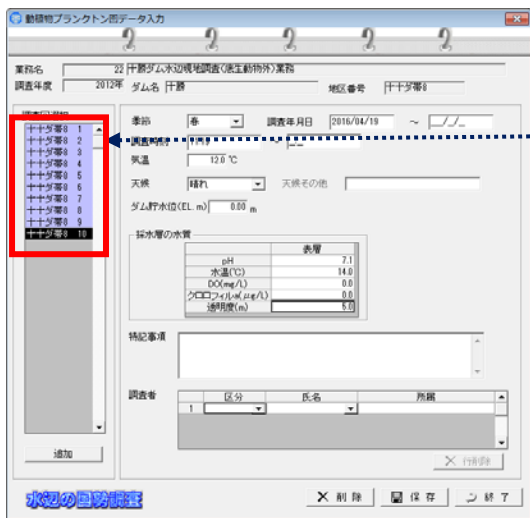 動植物プランクトン四データ入力
業務名 22 十勝ダム水辺現地調査(底生動物外)業務
調査年度 2012年 ダム名 十勝 地区番号 十十ダ帯8
十十ダ帯8 1
十十ダ帯8 2
十十ダ帯8 3
十十ダ帯8 4
十十ダ帯8 5
十十ダ帯8 6
十十ダ帯8 7
十十ダ帯8 8
十十ダ帯8 9
十十ダ帯8 10
追加
季節 春 調査年月日 2016/04/19 ～ __/_/_
調査時刻
気温 12.0 ℃
天候 晴れ 天候その他
ダム貯水位(EL. m) 0.00 m
採水層の水質
表層
pH 7.1
水温(℃) 14.0
DO(mg/L) 0.0
クロロフィルa(μg/L) 0.0
透明度(m) 5.0
特記事項
調査者 区分 氏名 所属
1
× 行削除
水辺の国勢調査
× 削 除 保 存 終 了